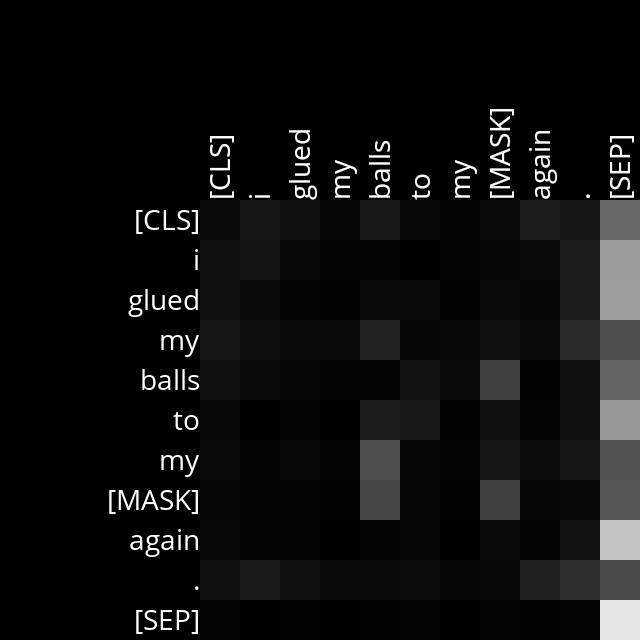 [CLS] i glued my balls to my [MASK] again . [SEP]
[CLS]
i
glued
my
balls
to
my
[MASK]
again
.
[SEP]